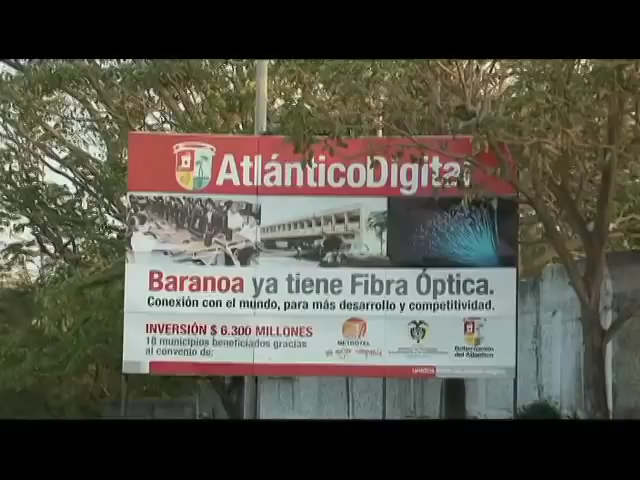 AtlánticoDigital
Baranoa ya tiene Fibra Óptica.
Conexión con el mundo, para más desarrollo y competitividad.
INVERSIÓN $ 6.300 MILLONES
18 municipios beneficiados gracias
al convenio de:
METROTEL
Gobernación
del Atlántico